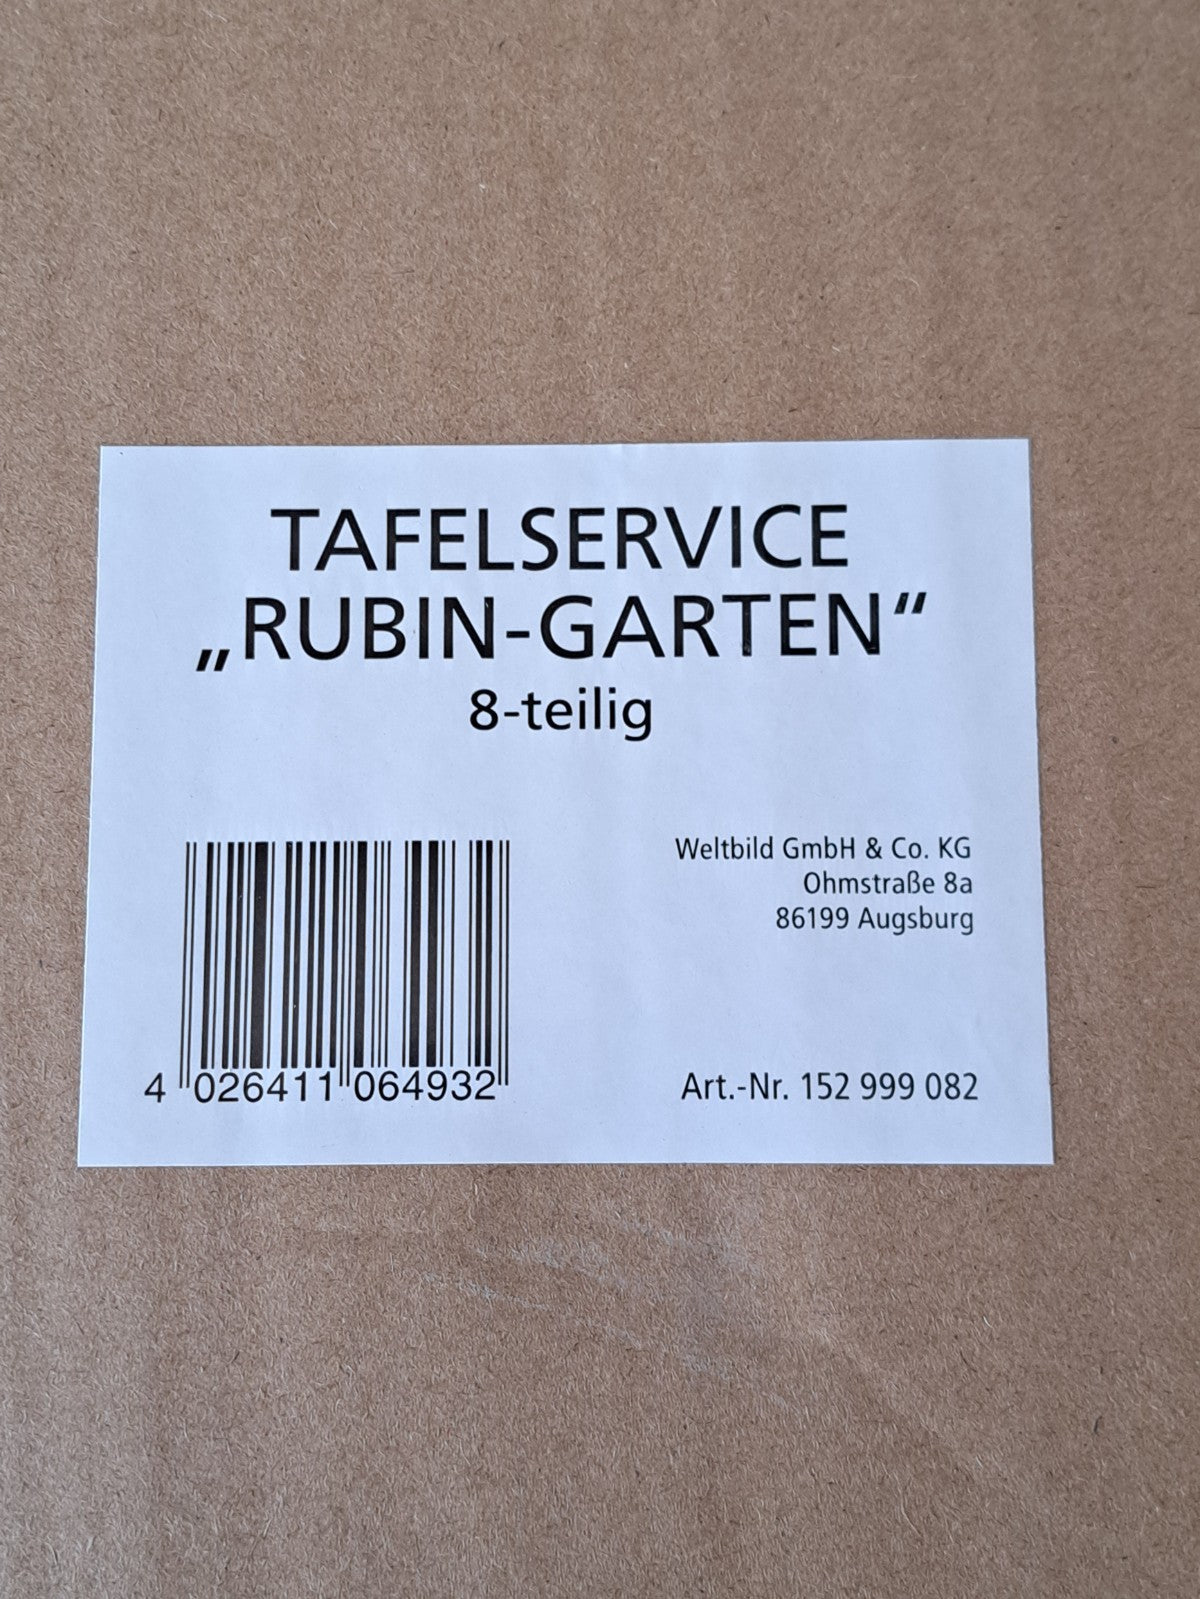 TAFELSERVICE
„RUBIN-GARTEN“
8-teilig
Weltbild GmbH & Co. KG
Ohmstraße 8a
86199 Augsburg
4 026411 064932
Art.-Nr. 152 999 082